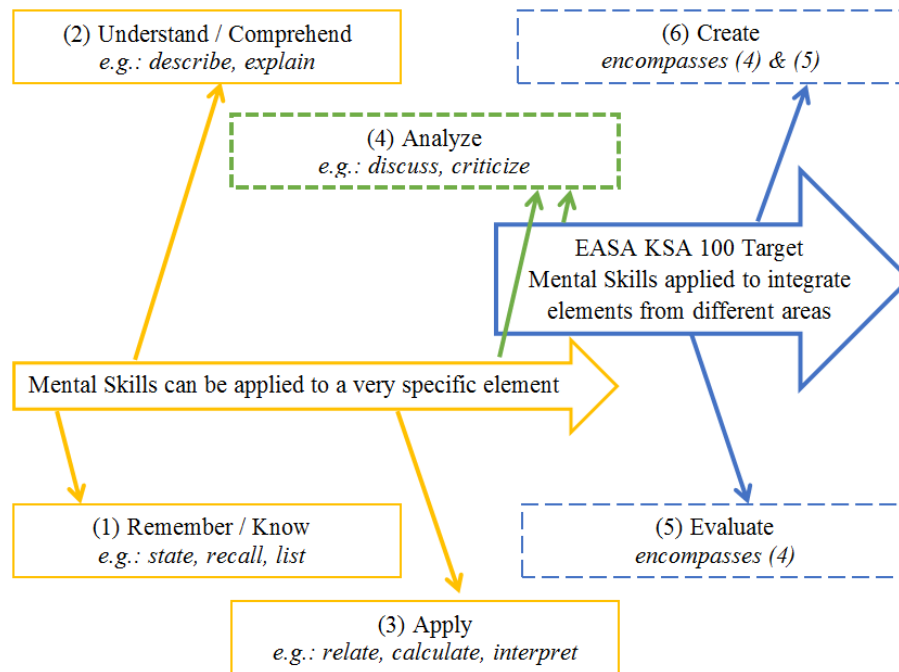 (2) Understand / Comprehend
e.g.: describe, explain
(6) Create
encompasses (4) & (5)
(4) Analyze
e.g.: discuss, criticize
EASA KSA 100 Target
Mental Skills applied to integrate
elements from different areas
Mental Skills can be applied to a very specific element
(1) Remember / Know
e.g.: state, recall, list
(5) Evaluate
encompasses (4)
(3) Apply
e.g.: relate, calculate, interpret